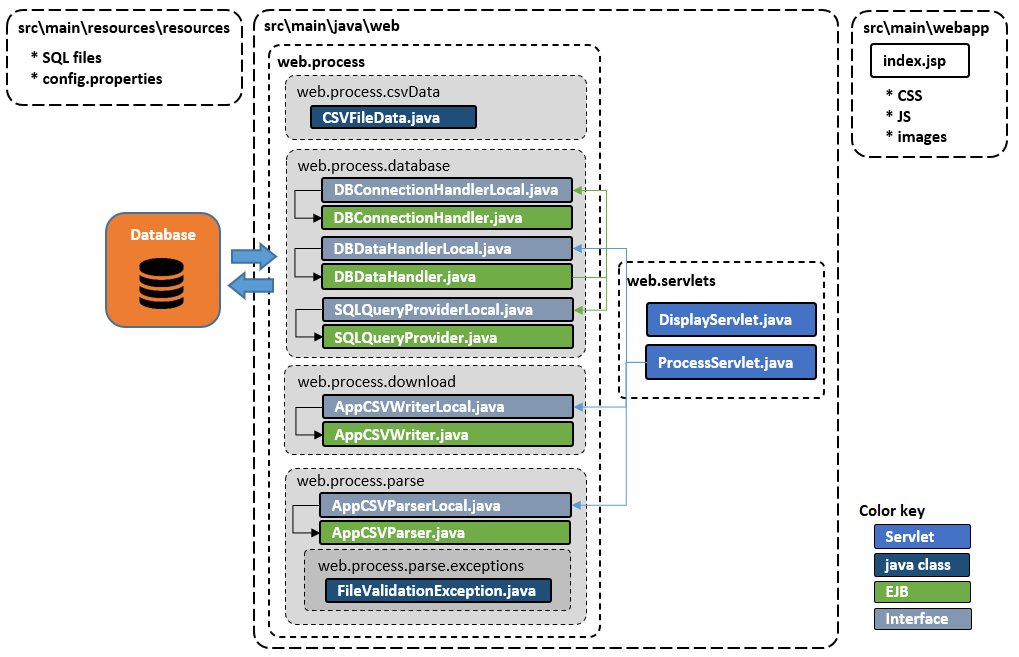 src\main\resources\resources
* SQL files
* config.properties
src\main\java\web
web.process
web.process.csvData
CSVFileData.java
web.process.database
DBConnectionHandlerLocal.java
DBConnectionHandler.java
DBDataHandlerLocal.java
DBDataHandler.java
SQLQueryProviderLocal.java
SQLQueryProvider.java
web.process.download
AppCSVWriterLocal.java
AppCSVWriter.java
web.process.parse
AppCSVParserLocal.java
AppCSVParser.java
web.process.parse.exceptions
FileValidationException.java
Database
web.servlets
DisplayServlet.java
ProcessServlet.java
src\main\webapp
index.jsp
* CSS
* JS
* images
Color key
Servlet
java class
EJB
Interface